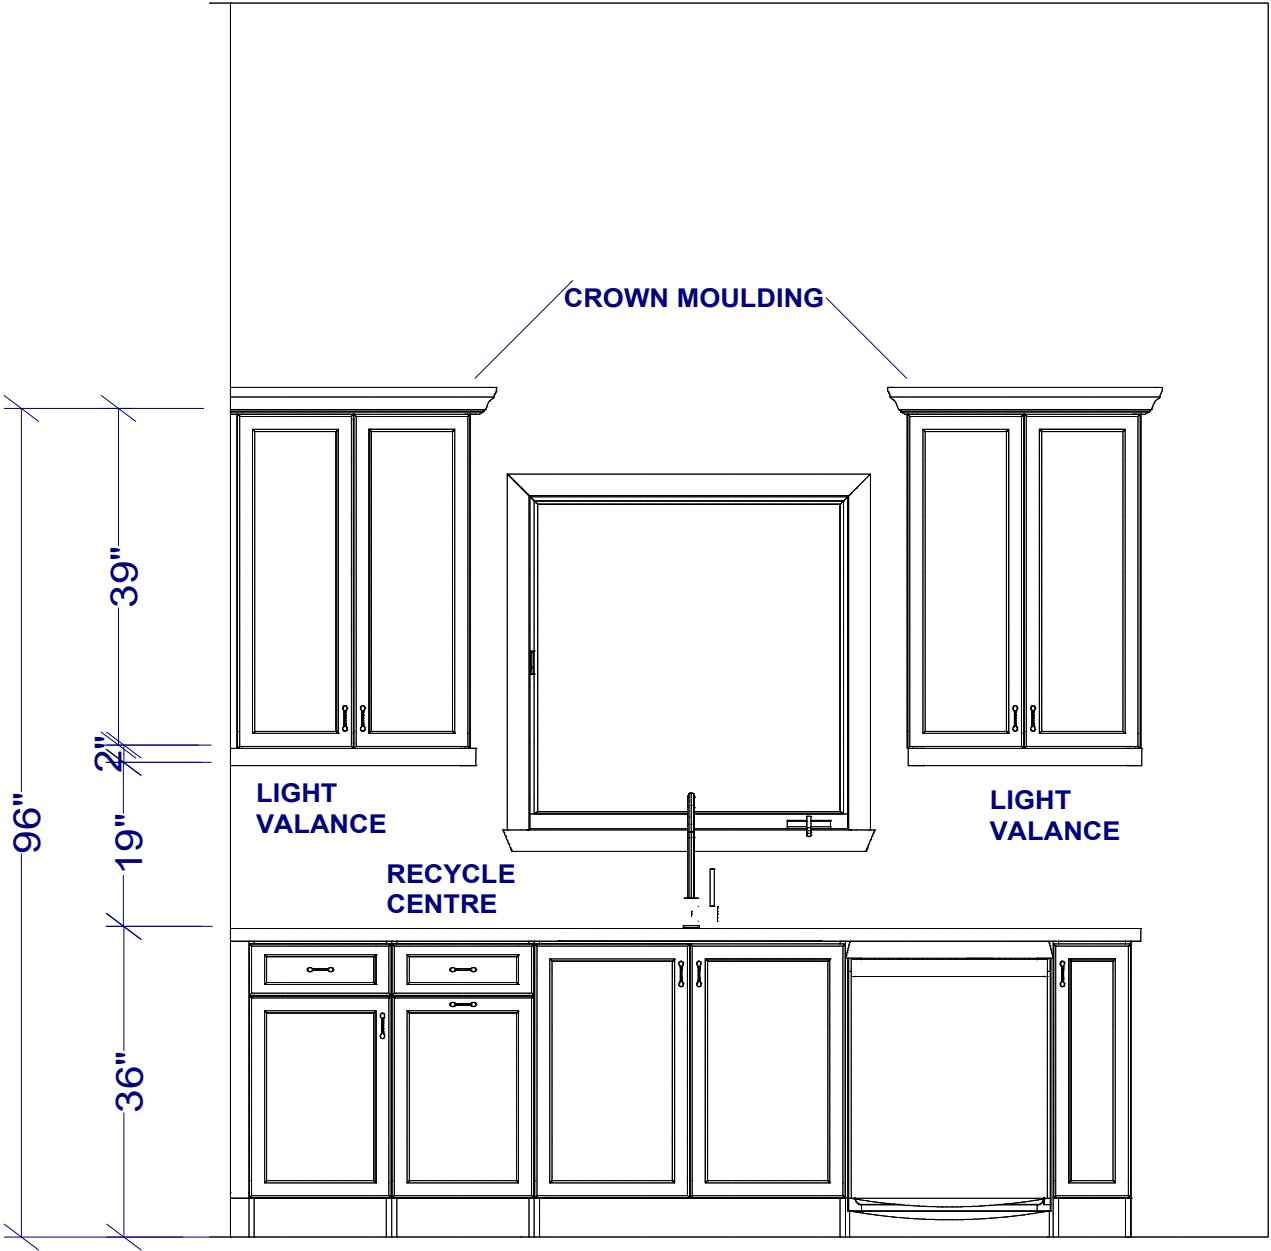 CROWN MOULDING
39"
2"
96"
19"
LIGHT
VALANCE
LIGHT
VALANCE
RECYCLE
CENTRE
36"